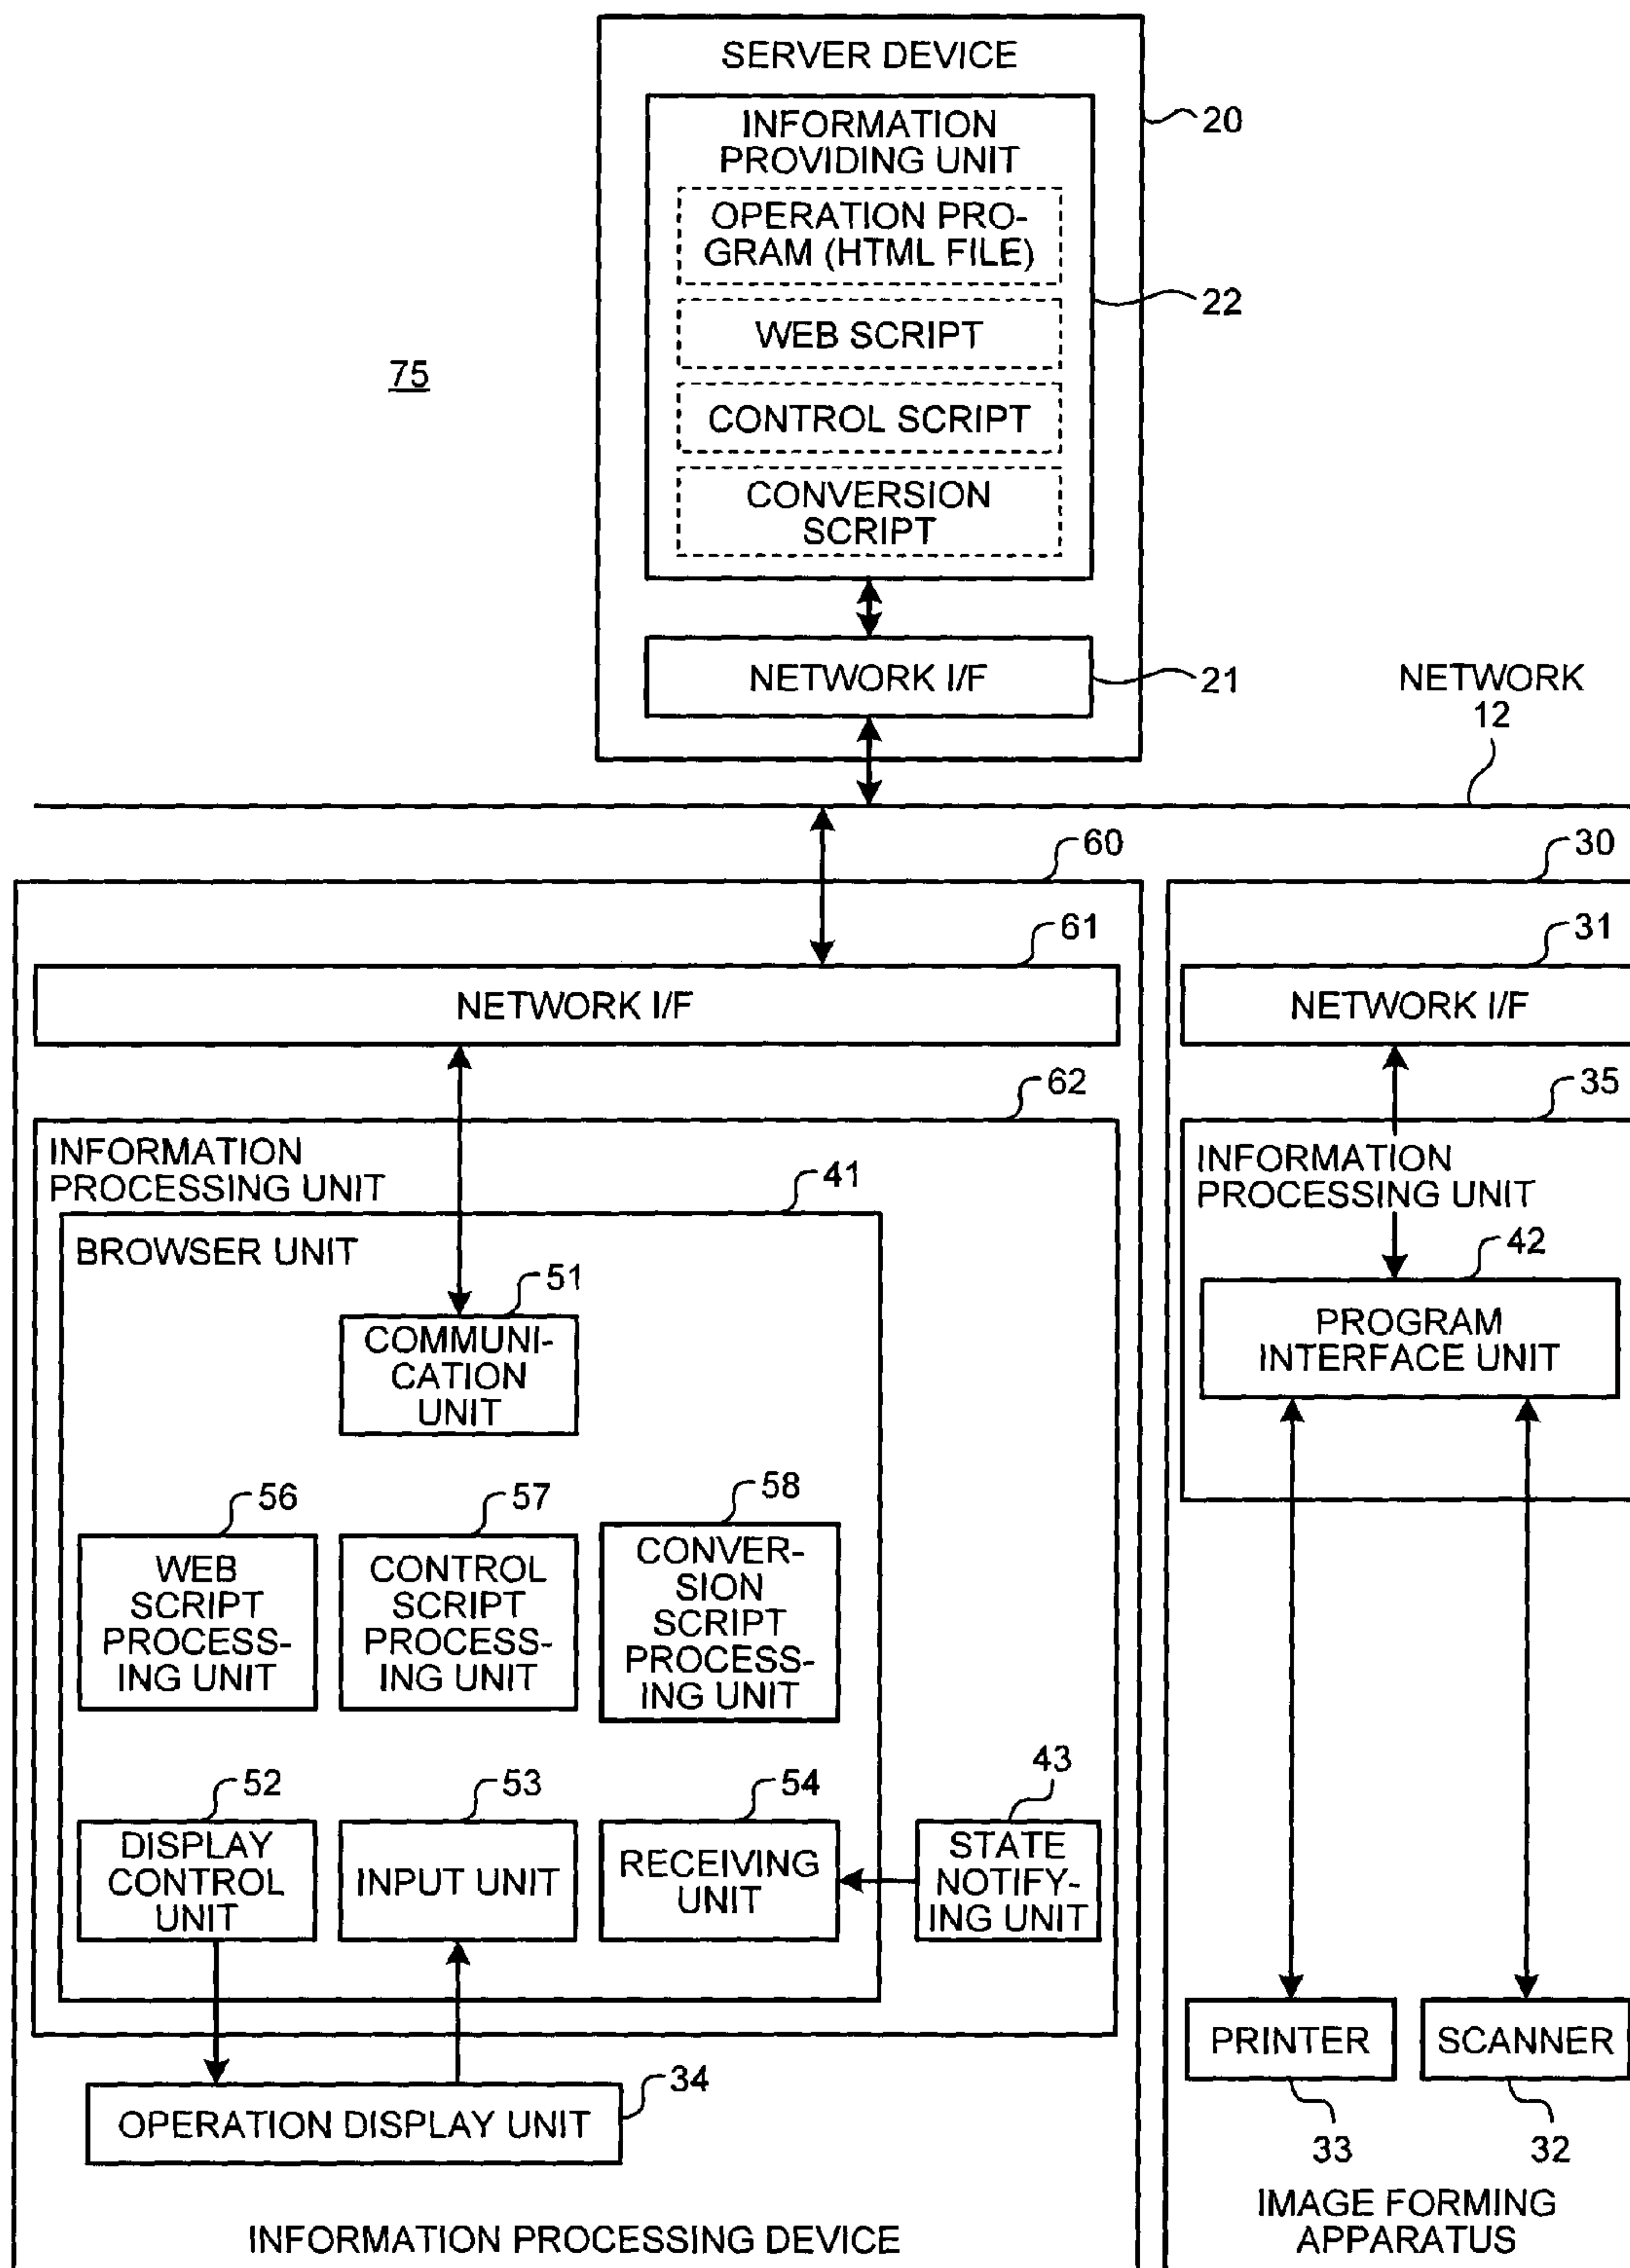 SERVER DEVICE
20
INFORMATION
PROVIDING UNIT
22
OPERATION PRO-
GRAM (HTML FILE)
WEB SCRIPT
CONTROL SCRIPT
CONVERSION
SCRIPT
75
NETWORK I/F
21
NETWORK
12
60
61
NETWORK I/F
62
INFORMATION
PROCESSING UNIT
41
BROWSER UNIT
51
COMMUNI-
CATION
UNIT
56
WEB
SCRIPT
PROCESS-
ING UNIT
57
CONTROL
SCRIPT
PROCESS-
ING UNIT
58
CONVER-
SION
SCRIPT
PROCESS-
ING UNIT
52
DISPLAY
CONTROL
UNIT
53
INPUT UNIT
54
RECEIVING
UNIT
43
STATE
NOTIFY-
ING UNIT
34
OPERATION DISPLAY UNIT
INFORMATION PROCESSING DEVICE
30
31
NETWORK I/F
35
INFORMATION
PROCESSING UNIT
42
PROGRAM
INTERFACE UNIT
PRINTER
33
SCANNER
32
IMAGE FORMING
APPARATUS